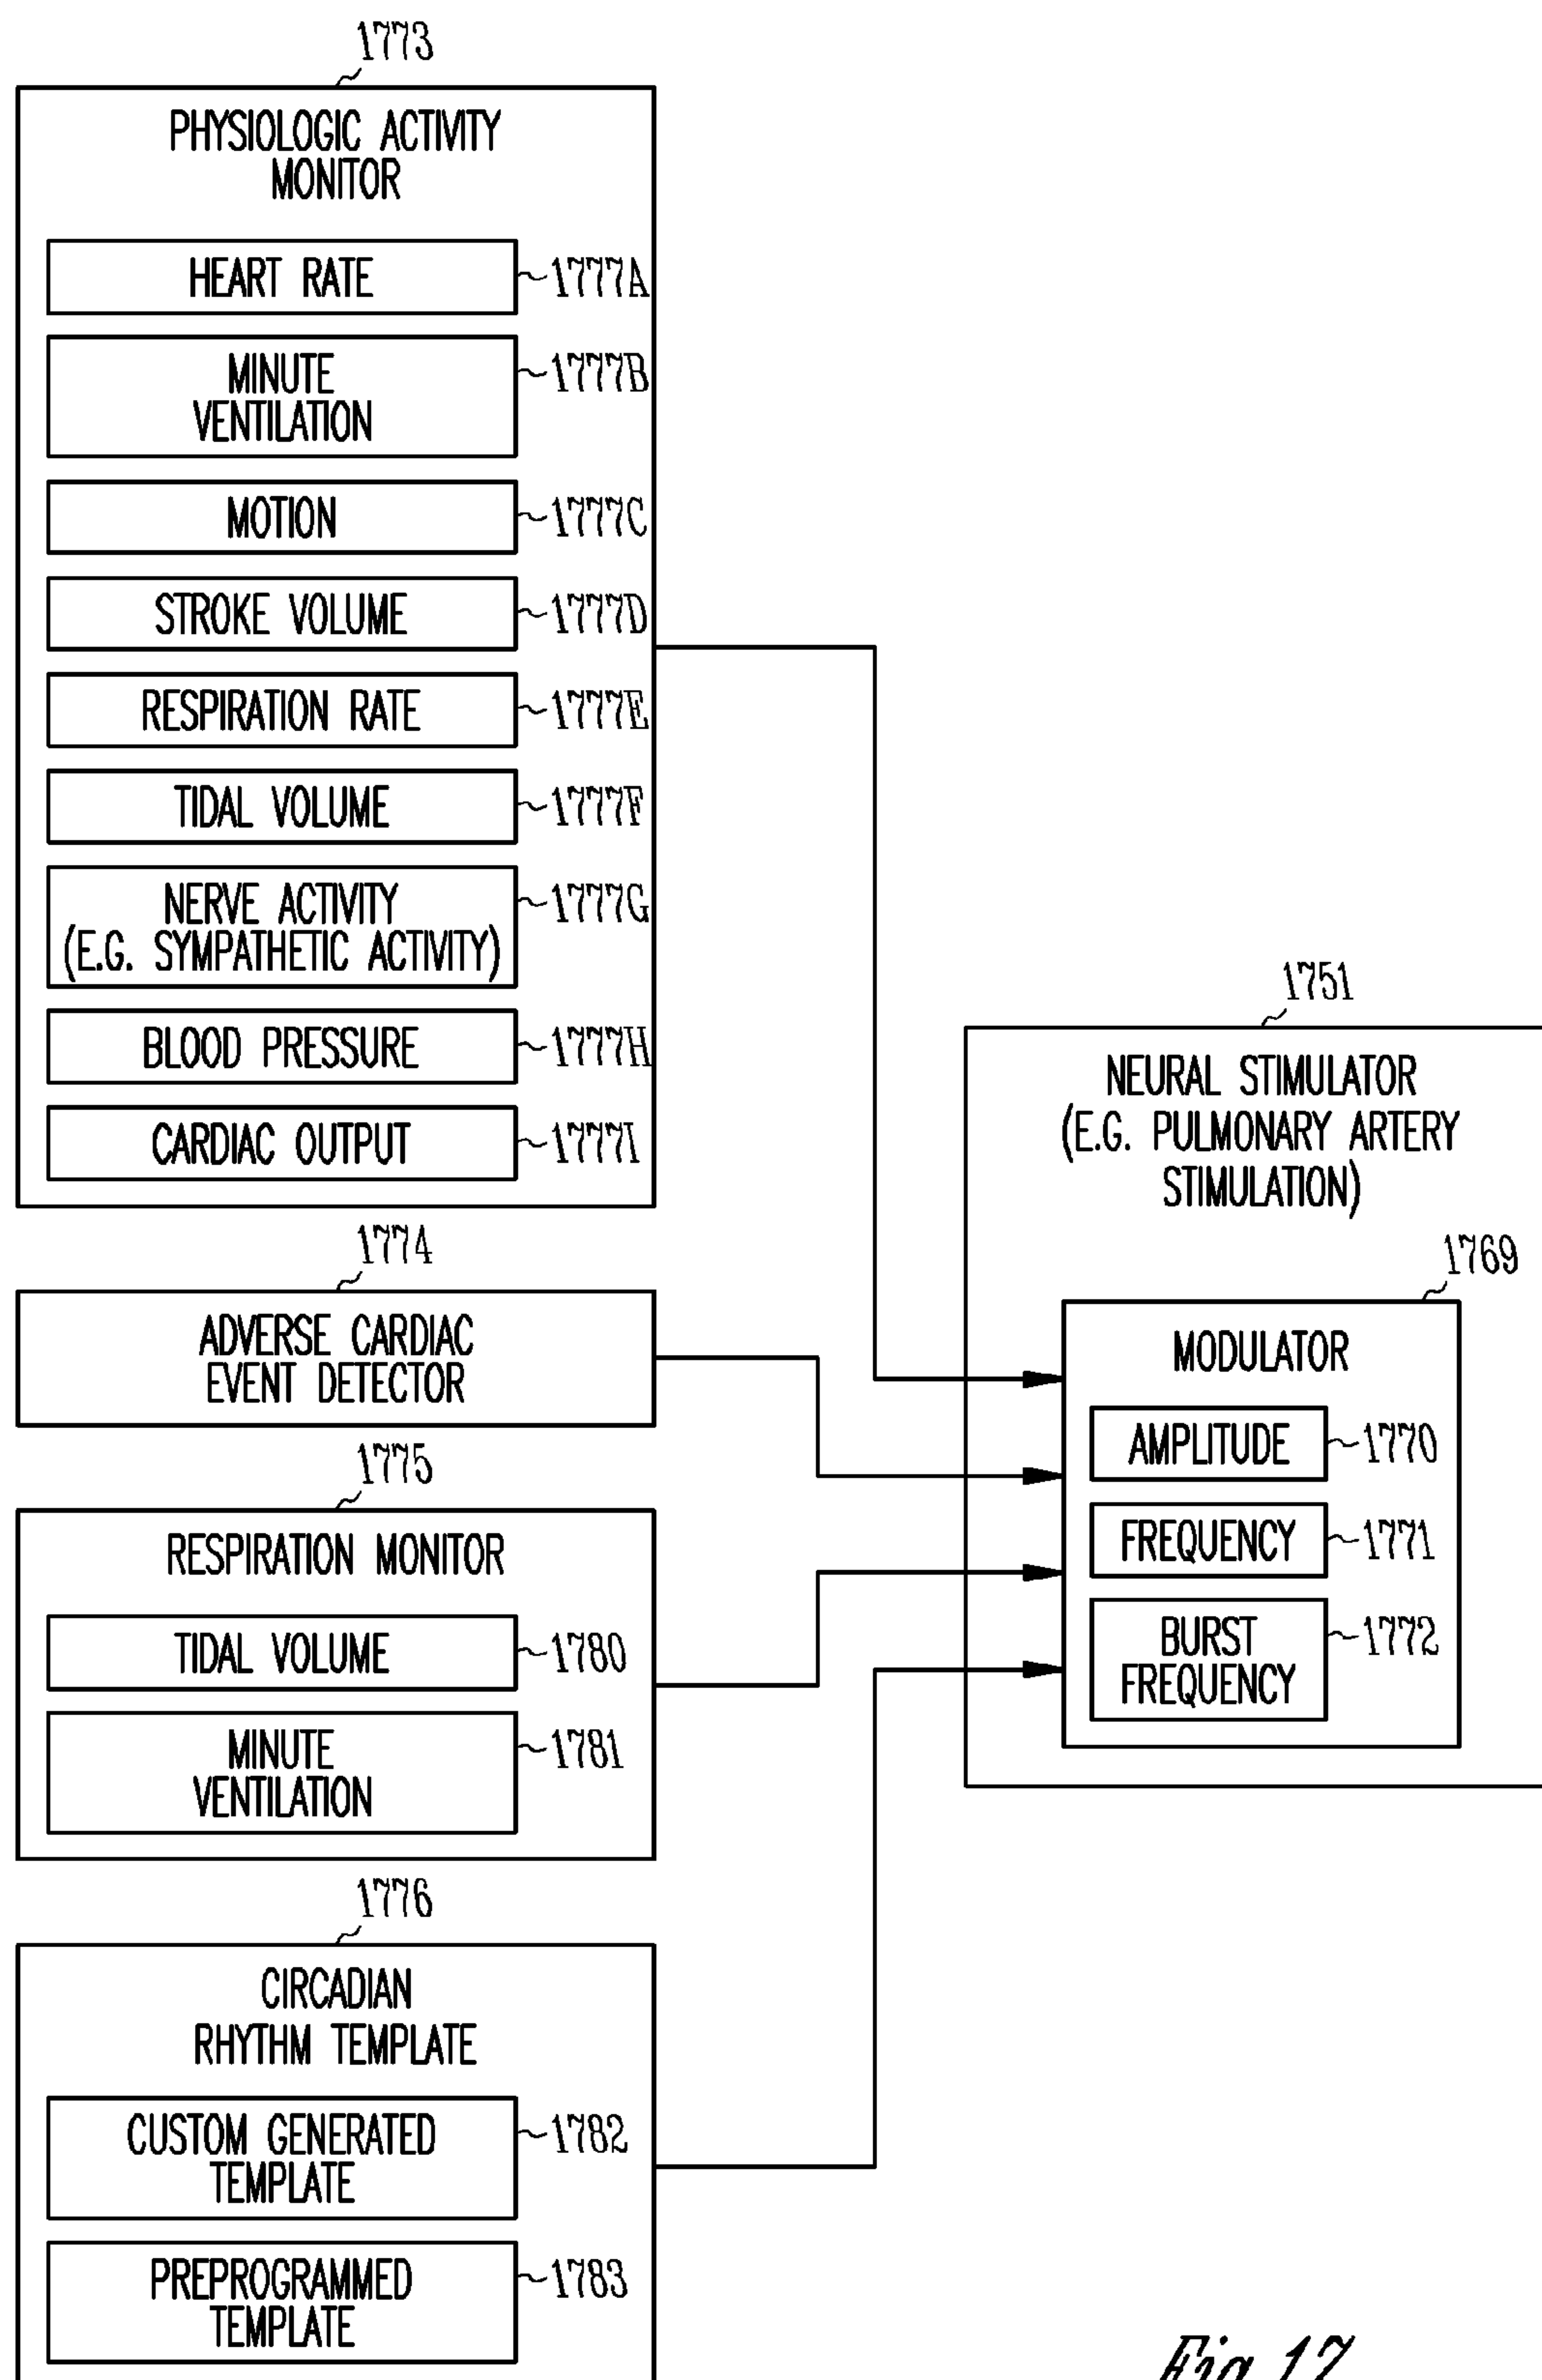 1773
PHYSIOLOGIC ACTIVITY
MONITOR
HEART RATE
1777A
MINUTE
VENTILATION
1777B
MOTION
1777C
STROKE VOLUME
1777D
RESPIRATION RATE
1777E
TIDAL VOLUME
1777F
NERVE ACTIVITY
(E.G. SYMPATHETIC ACTIVITY)
1777G
BLOOD PRESSURE
1777H
CARDIAC OUTPUT
1777I
1774
ADVERSE CARDIAC
EVENT DETECTOR
1775
RESPIRATION MONITOR
TIDAL VOLUME
1780
MINUTE
VENTILATION
1781
1776
CIRCADIAN
RHYTHM TEMPLATE
CUSTOM GENERATED
TEMPLATE
1782
PREPROGRAMMED
TEMPLATE
1783
1751
NEURAL STIMULATOR
(E.G. PULMONARY ARTERY
STIMULATION)
1769
MODULATOR
AMPLITUDE
1770
FREQUENCY
1771
BURST
FREQUENCY
1772
Fig.17